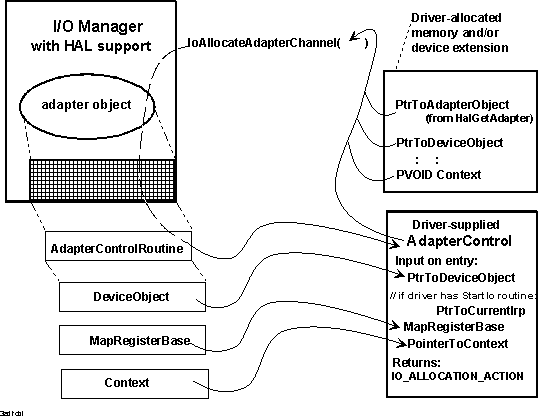 I/O Manager
with HAL support
adapter object
AdapterControlRoutine
DeviceObject
MapRegisterBase
Context
IoAllocateAdapterChannel( )
Driver-allocated
memory and/or
device extension
PtrToAdapterObject
(from HalGetAdapter)
PtrToDeviceObject
: :
PVOID Context
Driver-supplied
AdapterControl
Input on entry:
PtrToDeviceObject
// if driver has StartIo routine:
PtrToCurrentIrp
MapRegisterBase
PointerToContext
Returns:
IO_ALLOCATION_ACTION